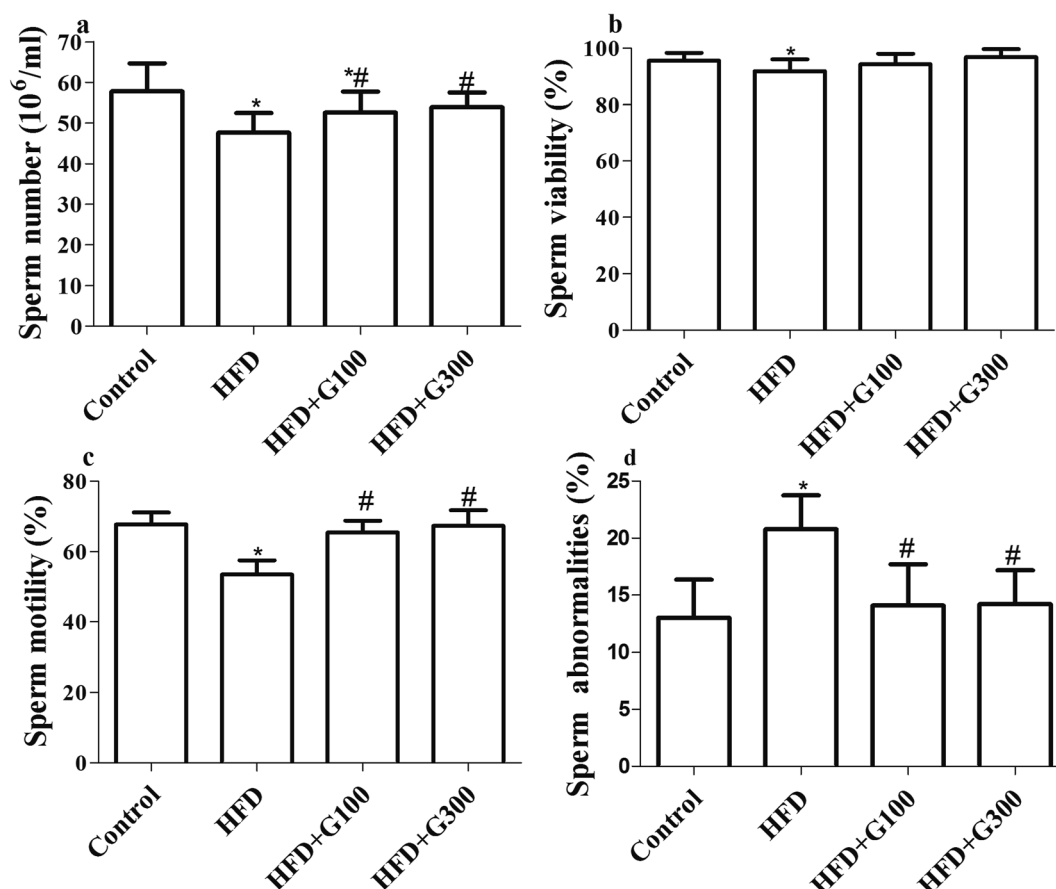 a
Sperm number (10^6/ml)
70
60
50
40
30
20
10
0
*
*#
#
Control
HFD
HFD+G100
HFD+G300
b
Sperm viability (%)
100
80
60
40
20
0
*
Control
HFD
HFD+G100
HFD+G300
c
Sperm motility (%)
80
60
40
20
0
*
#
#
Control
HFD
HFD+G100
HFD+G300
d
Sperm abnormalities (%)
25
20
15
10
5
0
*
#
#
Control
HFD
HFD+G100
HFD+G300